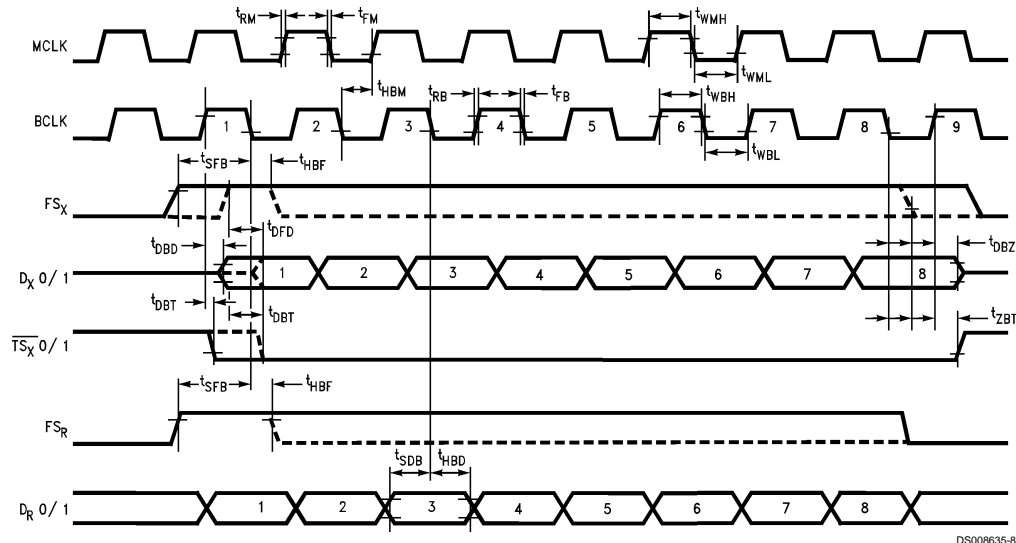 tRM tFM tWMH
MCLK
tHBM tRB tFB tWBH tWML
BCLK 1 2 3 4 5 6 7 8 9
tSFB tHBF tWBL
FSX
tDFD
tDBD tDBZ
DX 0/1 1 2 3 4 5 6 7 8
tDBT tDBT tZBT
TSX 0/1
tSFB tHBF
FSR
tSDB tHBD
DR 0/1 1 2 3 4 5 6 7 8
DS008635-8